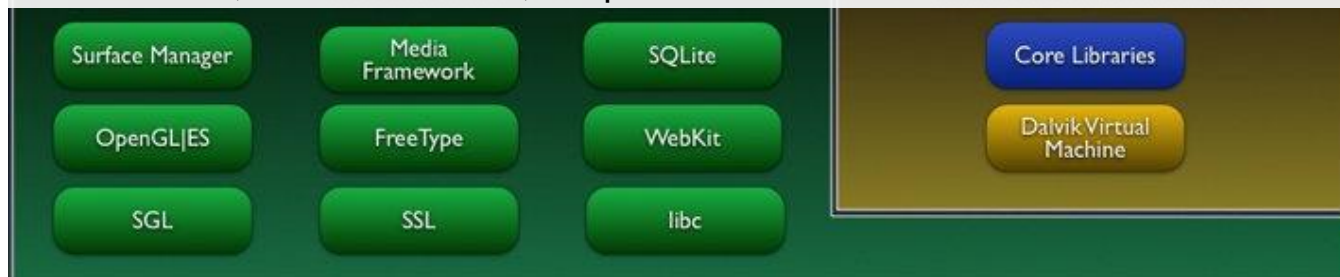 Surface Manager
Media
Framework
SQLite
Core Libraries
OpenGL|ES
FreeType
WebKit
Dalvik Virtual
Machine
SGL
SSL
libc